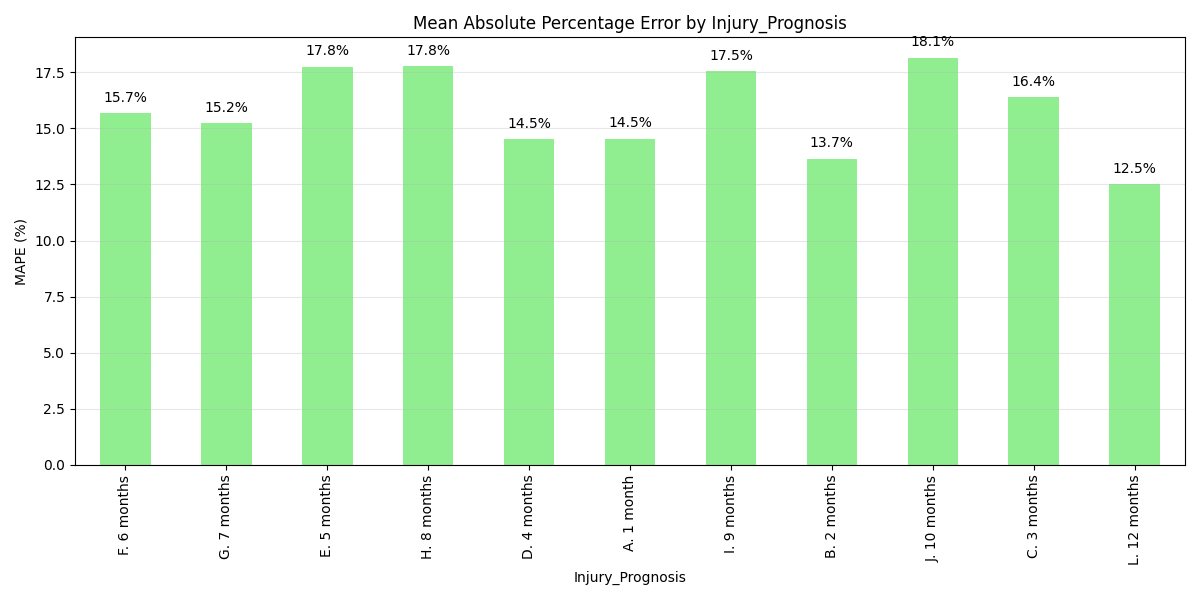 Mean Absolute Percentage Error by Injury_Prognosis
MAPE (%)
17.5
15.0
12.5
10.0
7.5
5.0
2.5
0.0
15.7%
15.2%
17.8%
17.8%
14.5%
14.5%
17.5%
13.7%
18.1%
16.4%
12.5%
F. 6 months
G. 7 months
E. 5 months
H. 8 months
D. 4 months
A. 1 month
I. 9 months
B. 2 months
J. 10 months
C. 3 months
L. 12 months
Injury_Prognosis